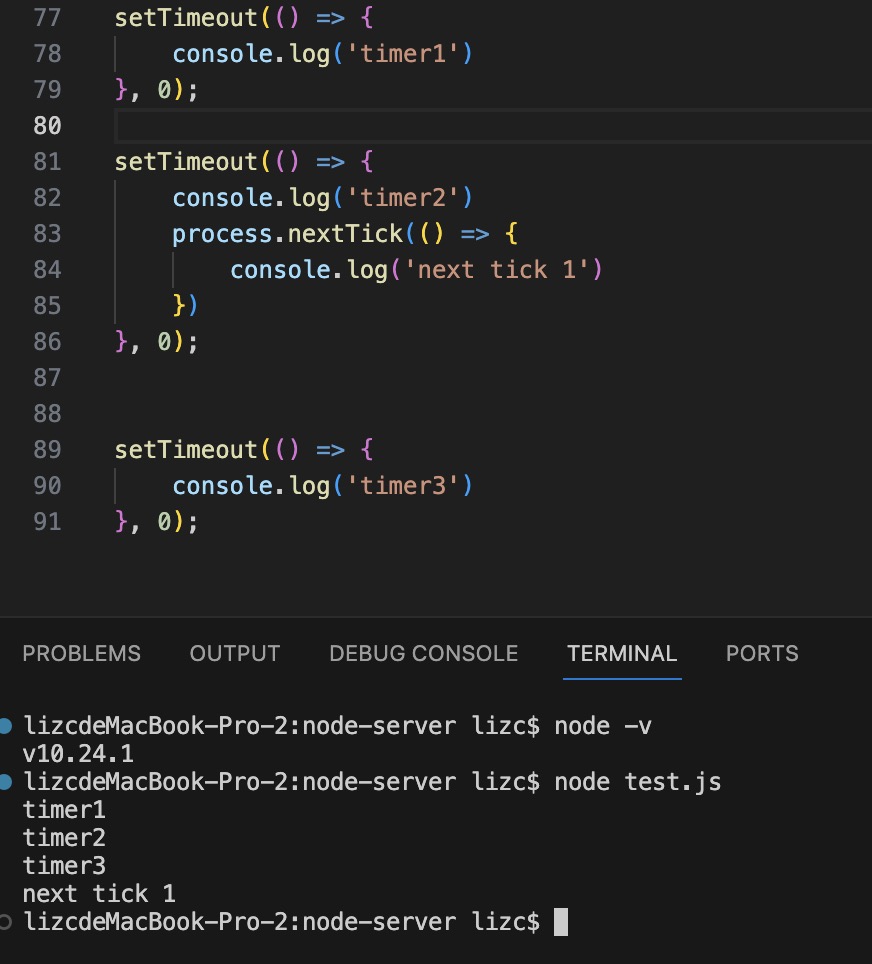 77 setTimeout(() => {
78     console.log('timer1')
79 }, 0);
80
81 setTimeout(() => {
82     console.log('timer2')
83     process.nextTick(() => {
84         console.log('next tick 1')
85     })
86 }, 0);
87
88
89 setTimeout(() => {
90     console.log('timer3')
91 }, 0);
PROBLEMS OUTPUT DEBUG CONSOLE TERMINAL PORTS
lizcdeMacBook-Pro-2:node-server lizc$ node -v
v10.24.1
lizcdeMacBook-Pro-2:node-server lizc$ node test.js
timer1
timer2
timer3
next tick 1
lizcdeMacBook-Pro-2:node-server lizc$